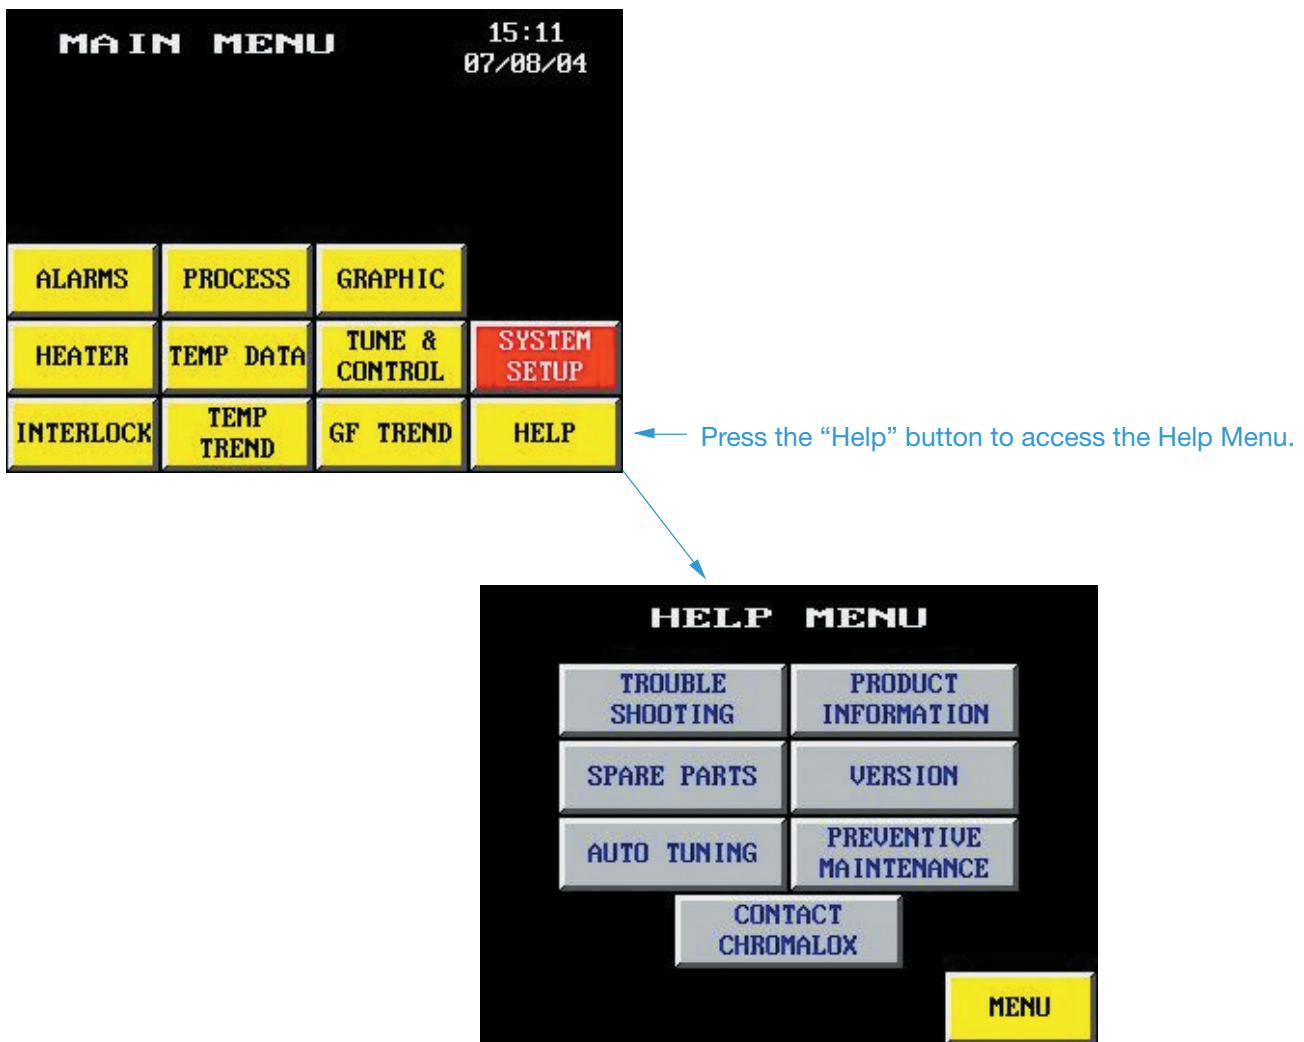 MAIN MENU
15:11
07/08/04
ALARMS
PROCESS
GRAPHIC
HEATER
TEMP DATA
TUNE &
CONTROL
SYSTEM
SETUP
INTERLOCK
TEMP
TREND
GF TREND
HELP
Press the “Help” button to access the Help Menu.
HELP MENU
TROUBLE
SHOOTING
PRODUCT
INFORMATION
SPARE PARTS
VERSION
AUTO TUNING
PREVENTIVE
MAINTENANCE
CONTACT
CHROMALOX
MENU